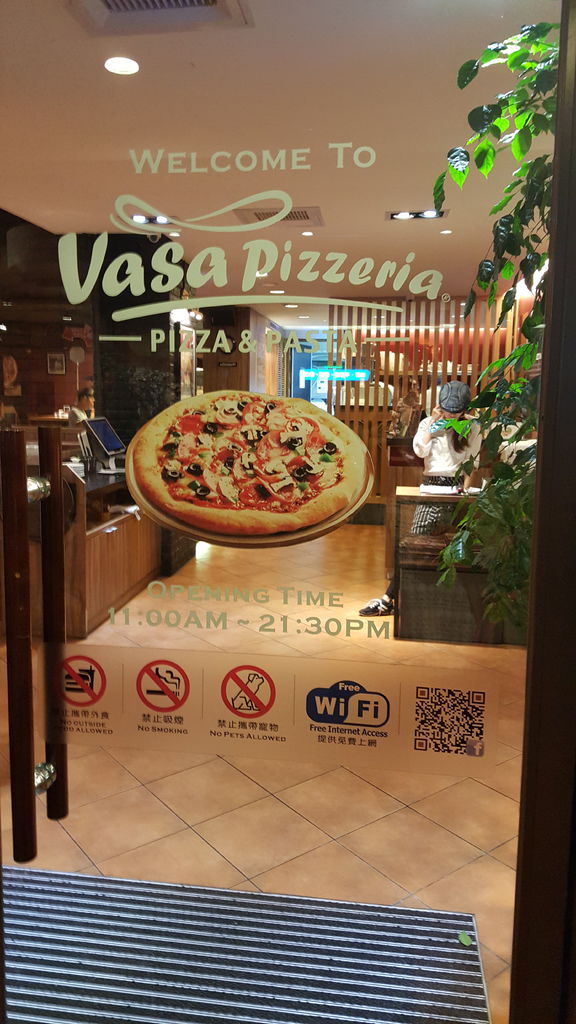 WELCOME TO
Vasa Pizzeria®
PIZZA & PASTA
OPENING TIME
11:00AM ~ 21:30PM
禁止攜帶外食
NO OUTSIDE
FOOD ALLOWED
禁止吸煙
NO SMOKING
禁止攜帶寵物
NO PETS ALLOWED
Free
Wi Fi
Free Internet Access
提供免費上網
f